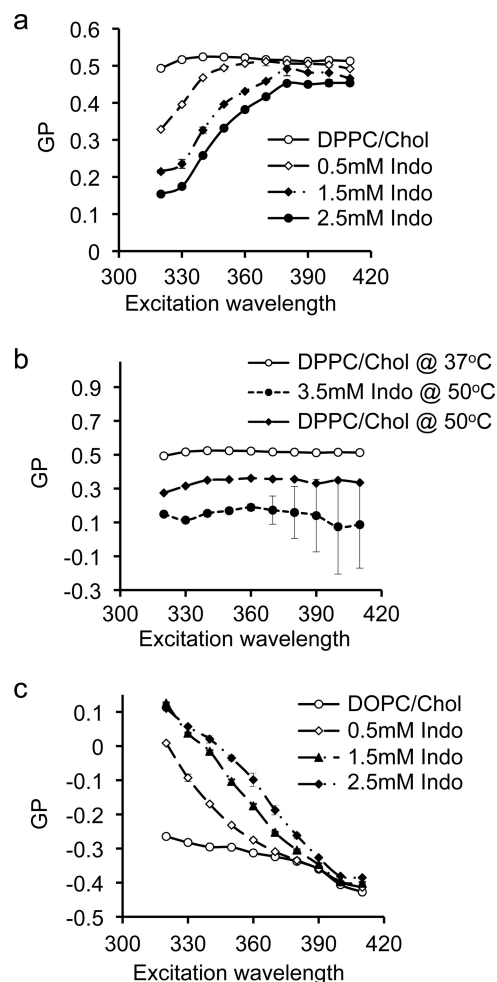 a
0.6
0.5
0.4
0.3
0.2
0.1
0
GP
DPPC/Chol
0.5mM Indo
1.5mM Indo
2.5mM Indo
300 330 360 390 420
Excitation wavelength
b
DPPC/Chol @ 37°C
3.5mM Indo @ 50°C
DPPC/Chol @ 50°C
0.9
0.7
0.5
0.3
0.1
-0.1
-0.3
GP
300 330 360 390 420
Excitation wavelength
c
DOPC/Chol
0.5mM Indo
1.5mM Indo
2.5mM Indo
0.1
0
-0.1
-0.2
-0.3
-0.4
-0.5
GP
300 330 360 390 420
Excitation wavelength